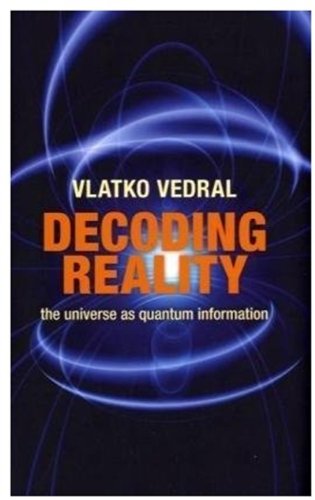 VLATKO VEDRAL
DECODING
REALITY
the universe as quantum information